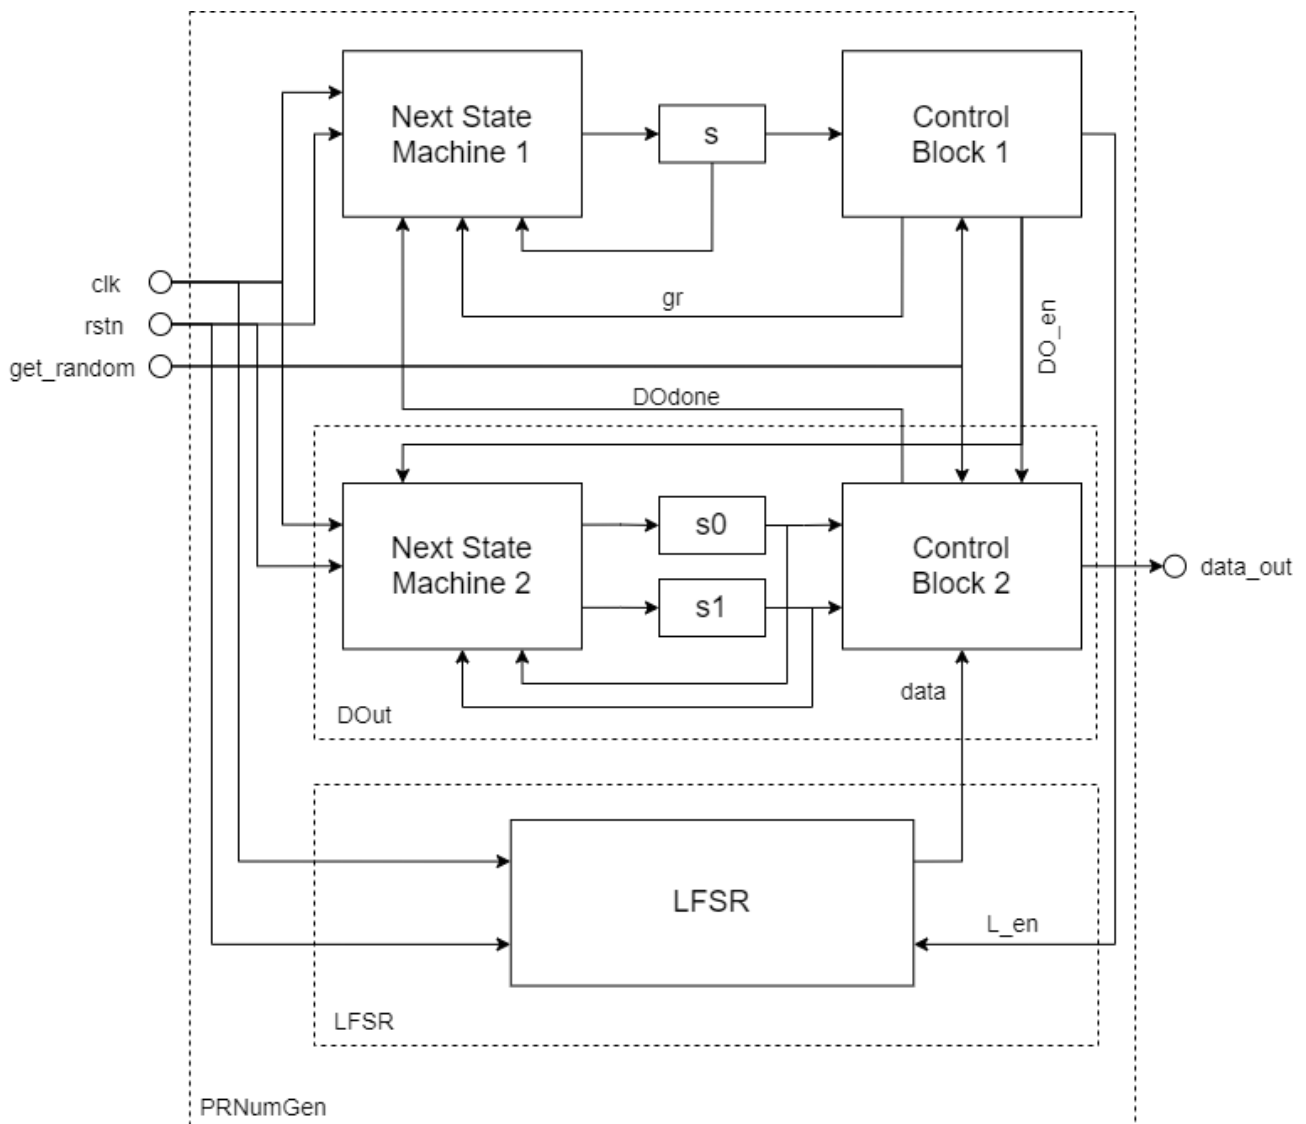 Next State
Machine 1
s
Control
Block 1
clk
rstn
get_random
gr
DO_en
DOdone
Next State
Machine 2
s0
s1
Control
Block 2
data_out
data
DOut
LFSR
L_en
LFSR
PRNumGen